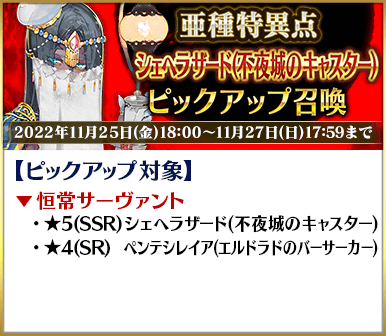 亜種特異点
シェヘラザード(不夜城のキャスター)
ピックアップ召喚
2022年11月25日(金)18:00～11月27日(日)17:59まで
【ピックアップ対象】
▼恒常サーヴァント
・★5(SSR)シェヘラザード(不夜城のキャスター)
・★4(SR) ペンテシレイア(エルドラドのバーサーカー)